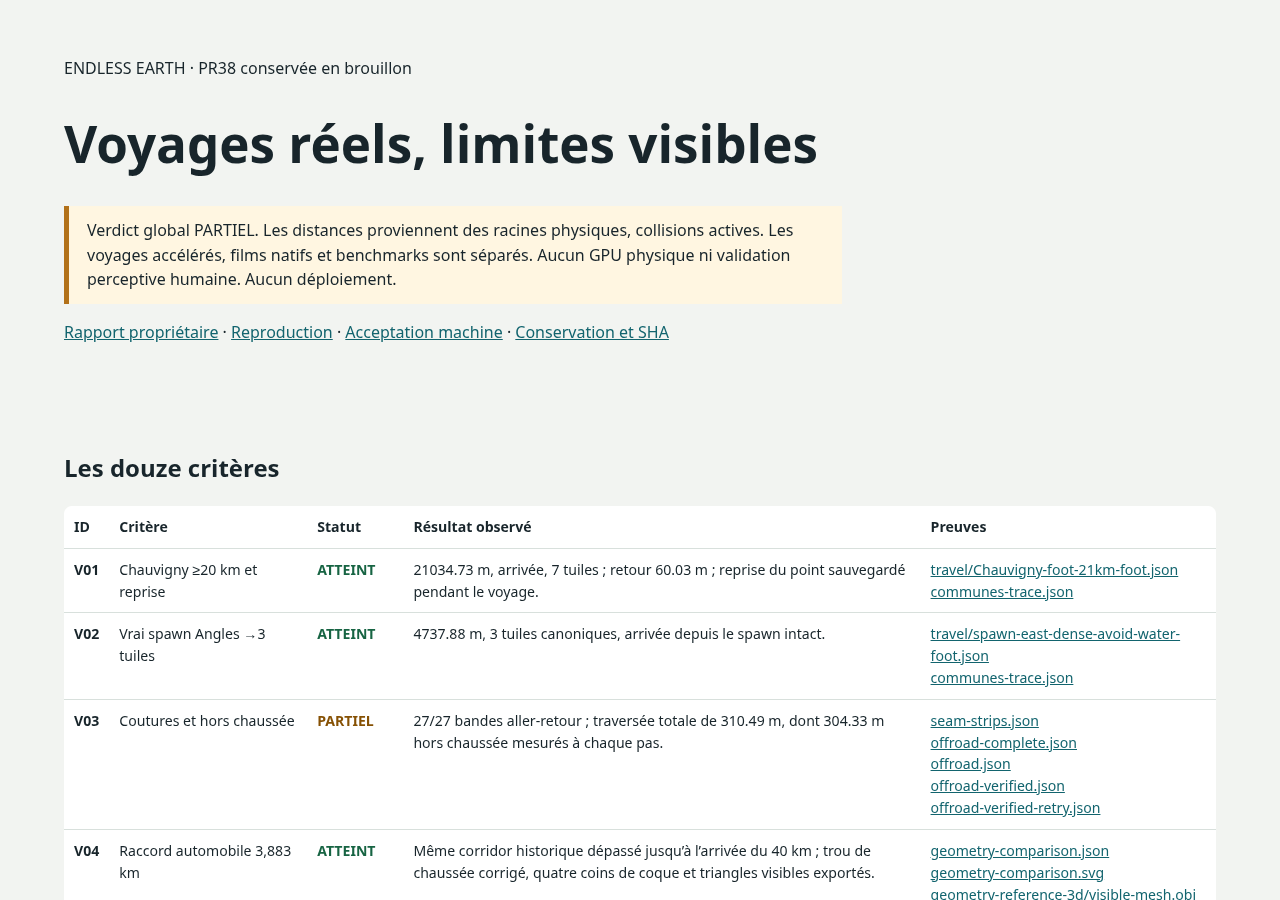 ENDLESS EARTH · PR38 conservée en brouillon
Voyages réels, limites visibles
Verdict global PARTIEL. Les distances proviennent des racines physiques, collisions actives. Les
voyages accélérés, films natifs et benchmarks sont séparés. Aucun GPU physique ni validation
perceptive humaine. Aucun déploiement.
Rapport propriétaire · Reproduction · Acceptation machine · Conservation et SHA
Les douze critères
ID Critère Statut Résultat observé Preuves
V01 Chauvigny ≥20 km et ATTEINT 21034.73 m, arrivée, 7 tuiles ; retour 60.03 m ; reprise du point sauvegardé travel/Chauvigny-foot-21km-foot.json
reprise pendant le voyage. communes-trace.json
V02 Vrai spawn Angles →3 ATTEINT 4737.88 m, 3 tuiles canoniques, arrivée depuis le spawn intact. travel/spawn-east-dense-avoid-water-
tuiles foot.json
communes-trace.json
V03 Coutures et hors chaussée PARTIEL 27/27 bandes aller-retour ; traversée totale de 310.49 m, dont 304.33 m seam-strips.json
hors chaussée mesurés à chaque pas. offroad-complete.json
offroad.json
offroad-verified.json
offroad-verified-retry.json
V04 Raccord automobile 3,883 ATTEINT Même corridor historique dépassé jusqu’à l’arrivée du 40 km ; trou de geometry-comparison.json
km chaussée corrigé, quatre coins de coque et triangles visibles exportés. geometry-comparison.svg
geometry-reference-3d/visible-mesh.obj